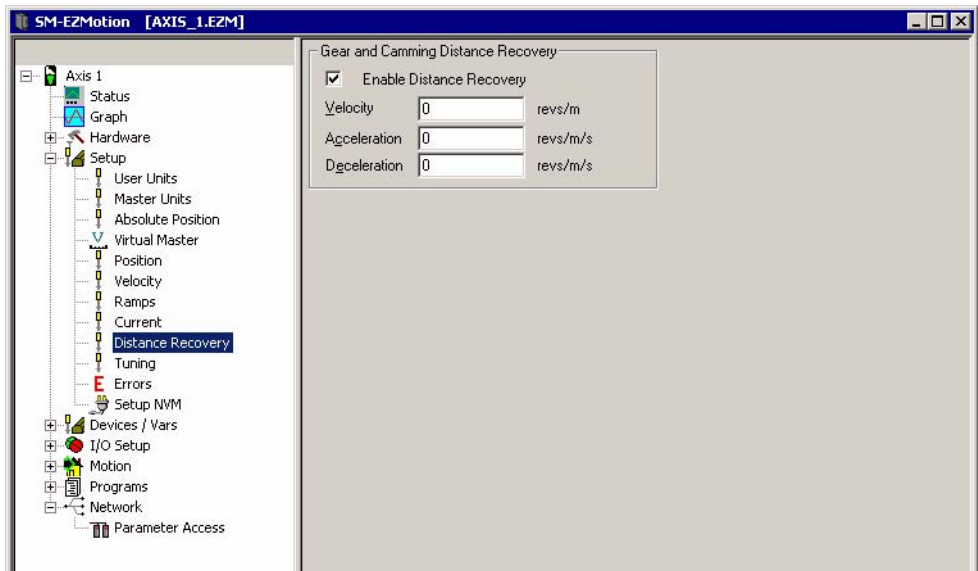 SM-EZMotion [AXIS_1.EZM]
Axis 1
Status
Graph
Hardware
Setup
User Units
Master Units
Absolute Position
Virtual Master
Position
Velocity
Ramps
Current
Distance Recovery
Tuning
E Errors
Setup NVM
Devices / Vars
I/O Setup
Motion
Programs
Network
Parameter Access
Gear and Camming Distance Recovery
Enable Distance Recovery
Velocity 0 revs/m
Acceleration 0 revs/m/s
Deceleration 0 revs/m/s